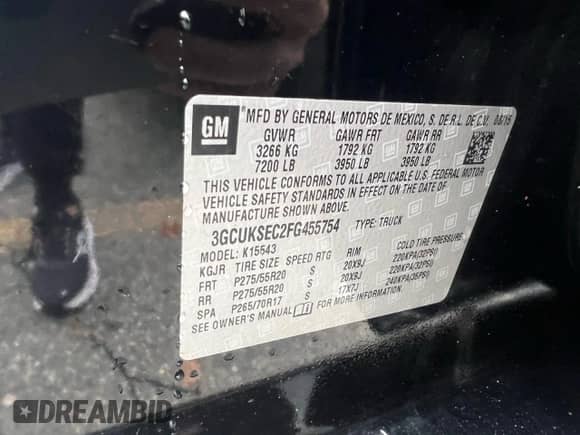 GM
*MFD BY GENERAL MOTORS DE MEXICO, S. DE R.L. DE C.V. 08/15
GVWR GAWR FRT GAWR RR
3266 KG 1792 KG 1792 KG
7200 LB 3950 LB 3950 LB
THIS VEHICLE CONFORMS TO ALL APPLICABLE U.S. FEDERAL MOTOR
VEHICLE SAFETY STANDARDS IN EFFECT ON THE DATE OF
MANUFACTURE SHOWN ABOVE.
3GCUKSEC2FG455754 TYPE: TRUCK
MODEL: K15543
KGJR TIRE SIZE SPEED RTG RIM COLD TIRE PRESSURE
FRT P275/55R20 S 20X9J 220KPA(32PSI)
RR P275/55R20 S 20X9J 220KPA(32PSI)
SPA P265/70R17 S 17X7J 240KPA(35PSI)
SEE OWNER'S MANUAL FOR MORE INFORMATION.
DREAMBID